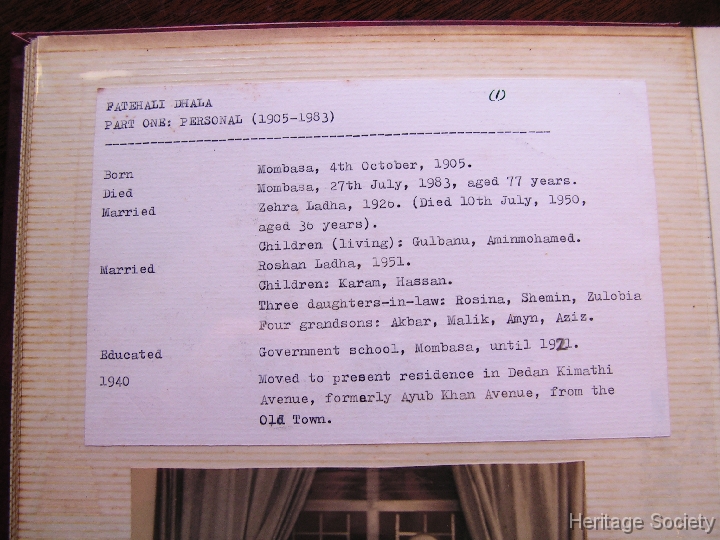 (1)
FATEHALI DHALA
PART ONE: PERSONAL (1905-1983)
Born Mombasa, 4th October, 1905.
Died Mombasa, 27th July, 1983, aged 77 years.
Married Zehra Ladha, 1926. (Died 10th July, 1950,
aged 36 years).
Children (living): Gulbanu, Aminmohamed.
Married Roshan Ladha, 1951.
Children: Karam, Hassan.
Three daughters-in-law: Rosina, Shemin, Zulobia
Four grandsons: Akbar, Malik, Amyn, Aziz.
Educated Government school, Mombasa, until 1921.
1940 Moved to present residence in Dedan Kimathi
Avenue, formerly Ayub Khan Avenue, from the
Old Town.
Heritage Society